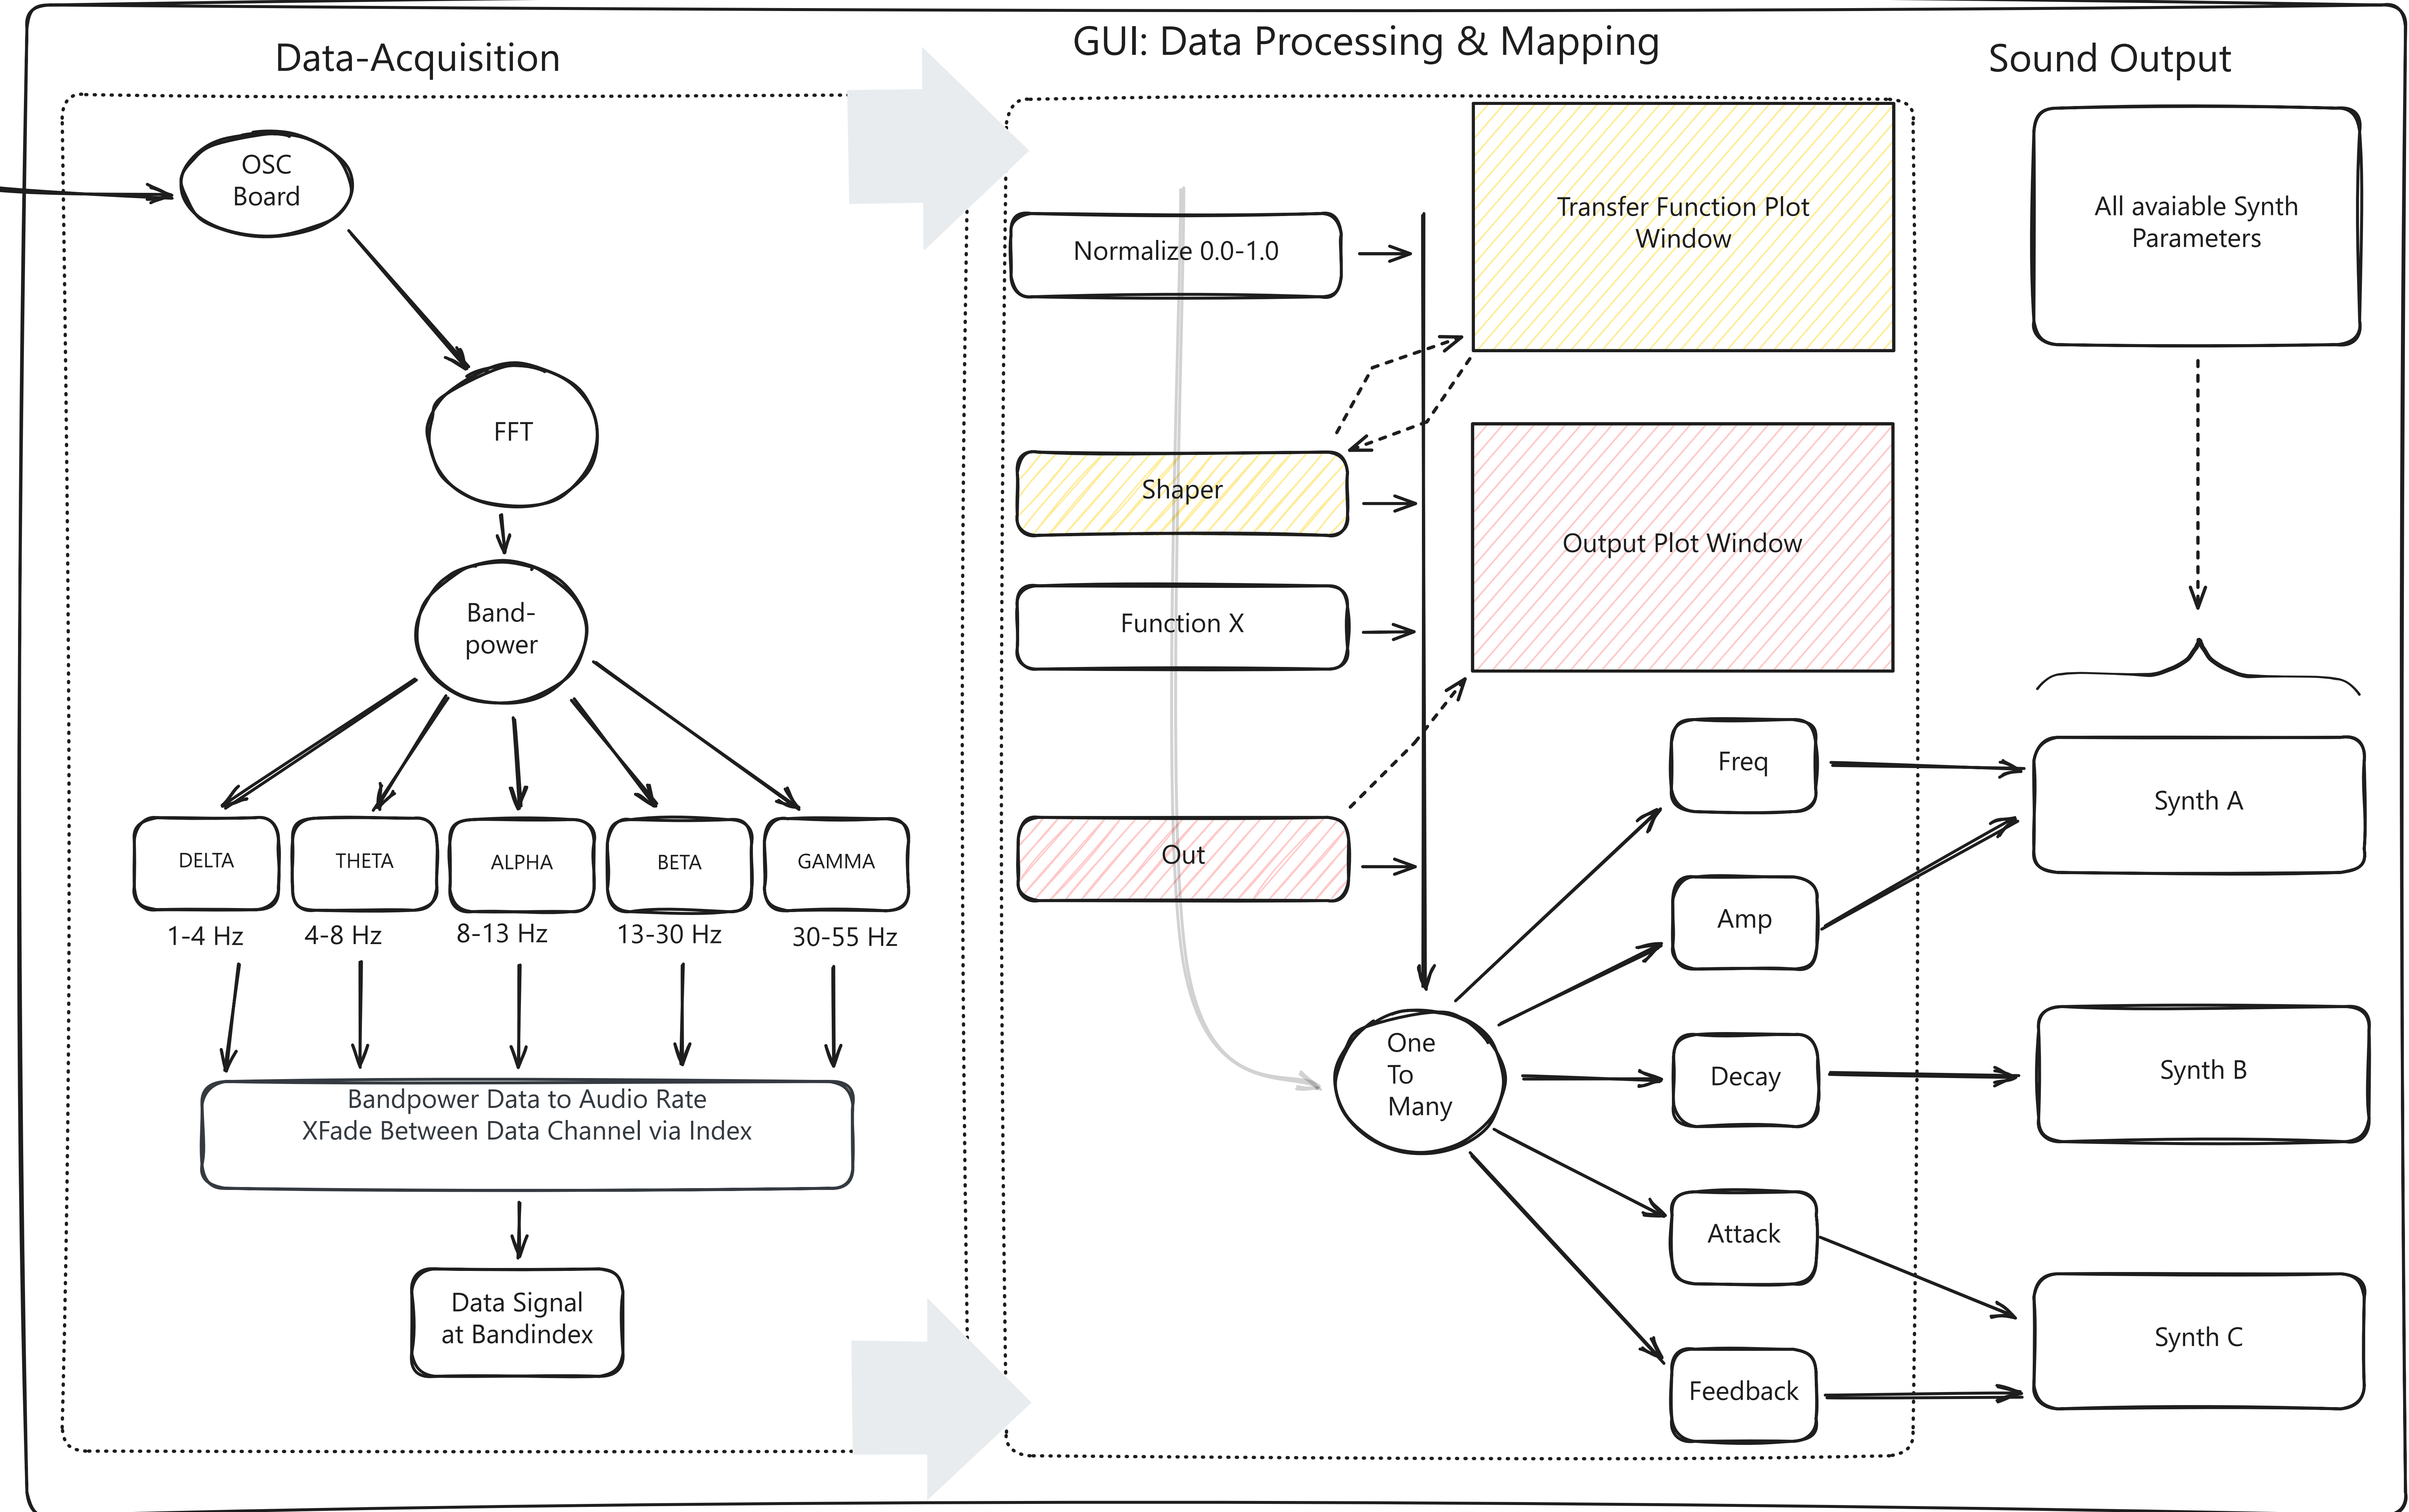 Data-Acquisition
OSC
Board
FFT
Band-
power
DELTA
THETA
ALPHA
BETA
GAMMA
1-4 Hz
4-8 Hz
8-13 Hz
13-30 Hz
30-55 Hz
Bandpower Data to Audio Rate
XFade Between Data Channel via Index
Data Signal
at Bandindex
GUI: Data Processing & Mapping
Normalize 0.0-1.0
Transfer Function Plot
Window
Shaper
Output Plot Window
Function X
Out
One
To
Many
Freq
Amp
Decay
Attack
Feedback
Sound Output
All avaiable Synth
Parameters
Synth A
Synth B
Synth C